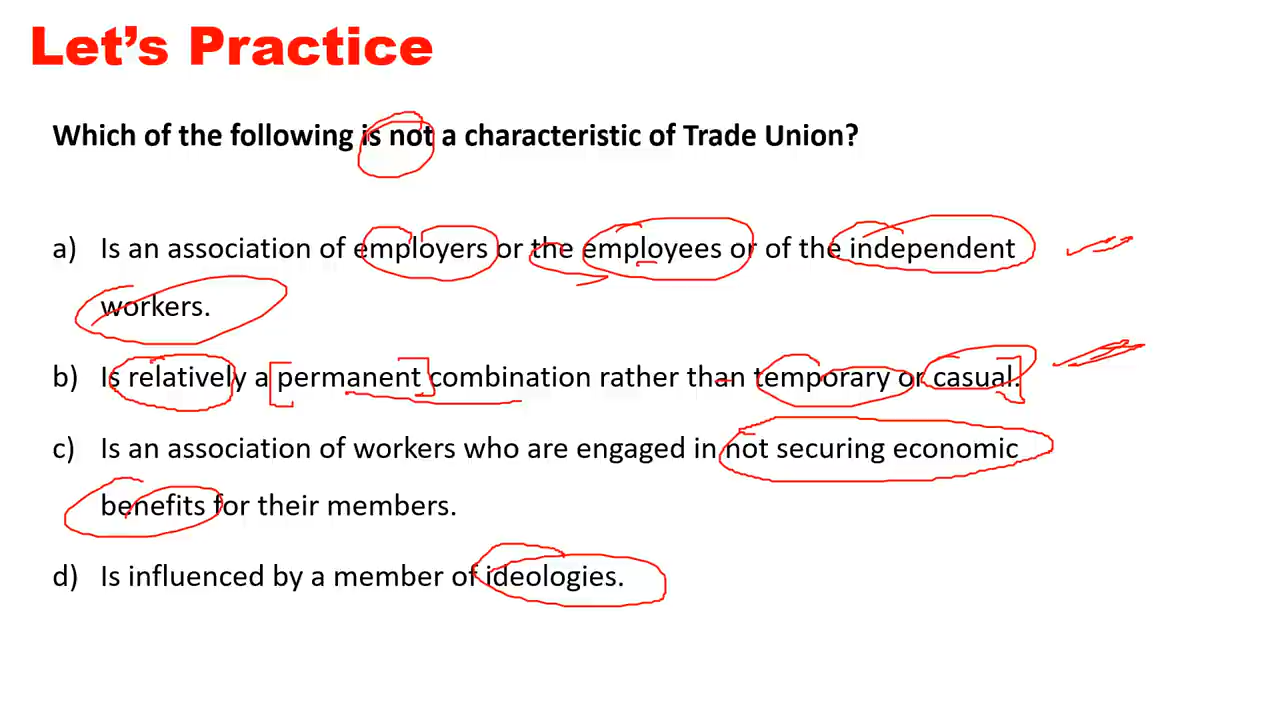 Let's Practice
Which of the following is not a characteristic of Trade Union?
a) Is an association of employers or the employees or of the independent
workers.
b) Is relatively a permanent combination rather than temporary or casual.
c) Is an association of workers who are engaged in not securing economic
benefits for their members.
d) Is influenced by a member of ideologies.